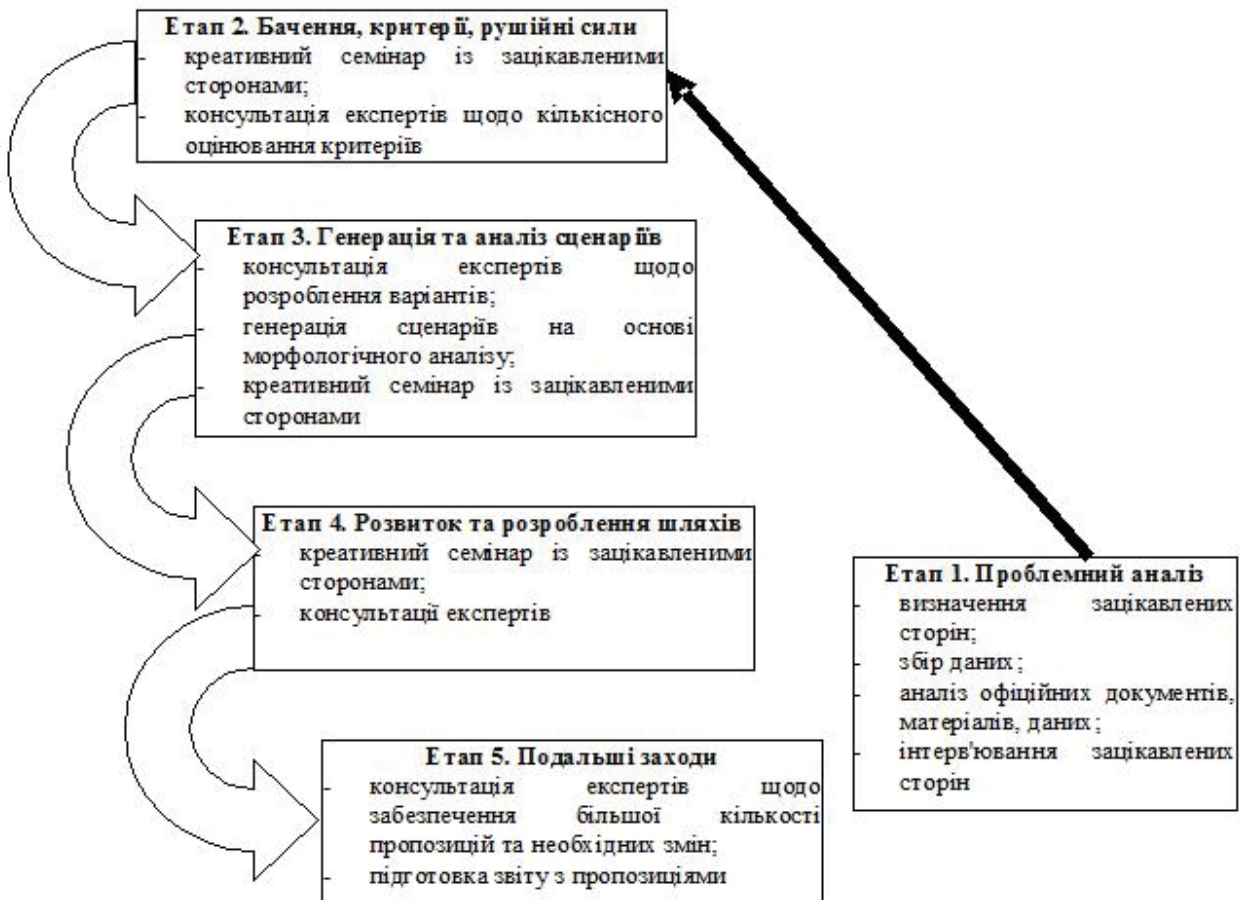 Етап 2. Бачення, критерії, рушійні сили
- креативний семінар із зацікавленими
сторонами;
- консультація експертів щодо кількісного
оцінювання критеріїв
Етап 3. Генерація та аналіз сценаріїв
- консультація експертів щодо
розроблення варіантів;
- генерація сценаріїв на основі
морфологічного аналізу;
- креативний семінар із зацікавленими
сторонами
Етап 4. Розвиток та розроблення шляхів
- креативний семінар із зацікавленими
сторонами;
- консультації експертів
Етап 1. Проблемний аналіз
- визначення зацікавлених
сторін;
- збір даних;
- аналіз офіційних документів,
матеріалів, даних;
- інтерв'ювання зацікавлених
сторін
Етап 5. Подальші заходи
- консультація експертів щодо
забезпечення більшої кількості
пропозицій та необхідних змін;
- підготовка звіту з пропозиціями